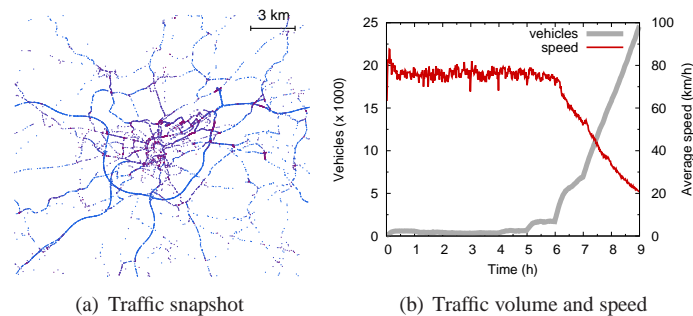 3 km
25
20
15
10
5
0
Vehicles (x 1000)
0 1 2 3 4 5 6 7 8 9
Time (h)
100
80
60
40
20
0
Average speed (km/h)
vehicles
speed
(a) Traffic snapshot
(b) Traffic volume and speed